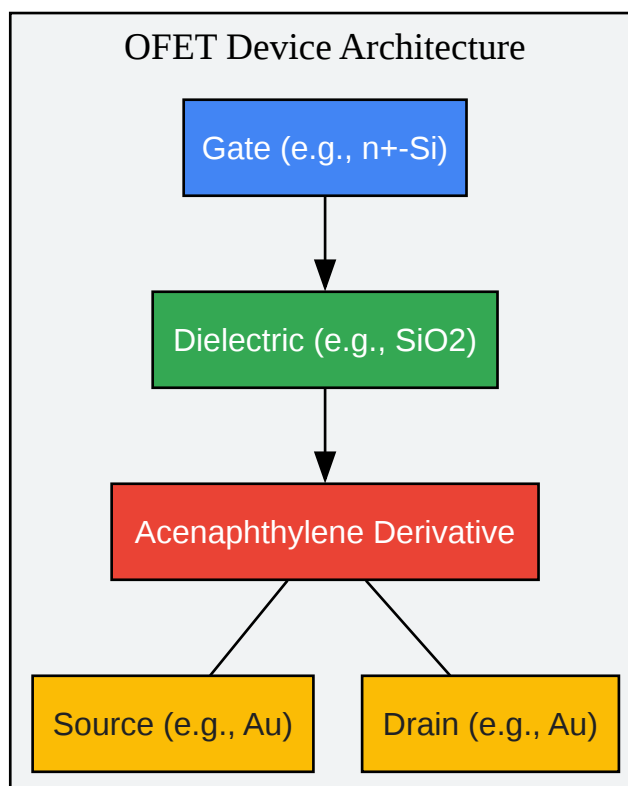 OFET Device Architecture
Gate (e.g., n+-Si)
Dielectric (e.g., SiO2)
Acenaphthylene Derivative
Source (e.g., Au)
Drain (e.g., Au)